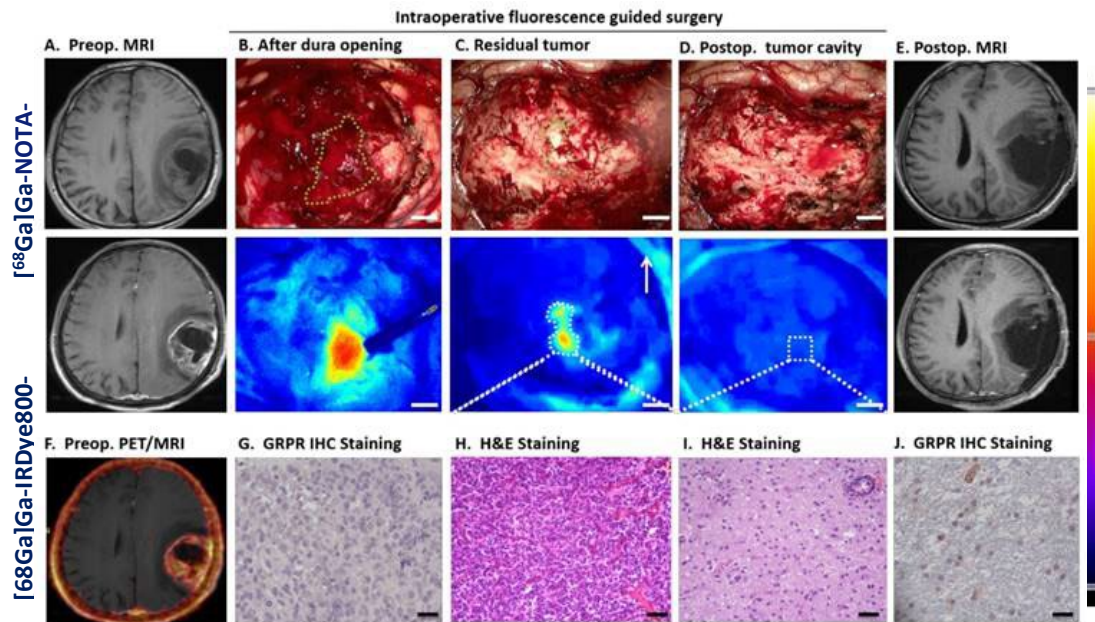 Intraoperative fluorescence guided surgery
A. Preop. MRI
B. After dura opening
C. Residual tumor
D. Postop. tumor cavity
E. Postop. MRI
[⁶⁸Ga]Ga-NOTA-
[68Ga]Ga-IRDye800-
F. Preop. PET/MRI
G. GRPR IHC Staining
H. H&E Staining
I. H&E Staining
J. GRPR IHC Staining